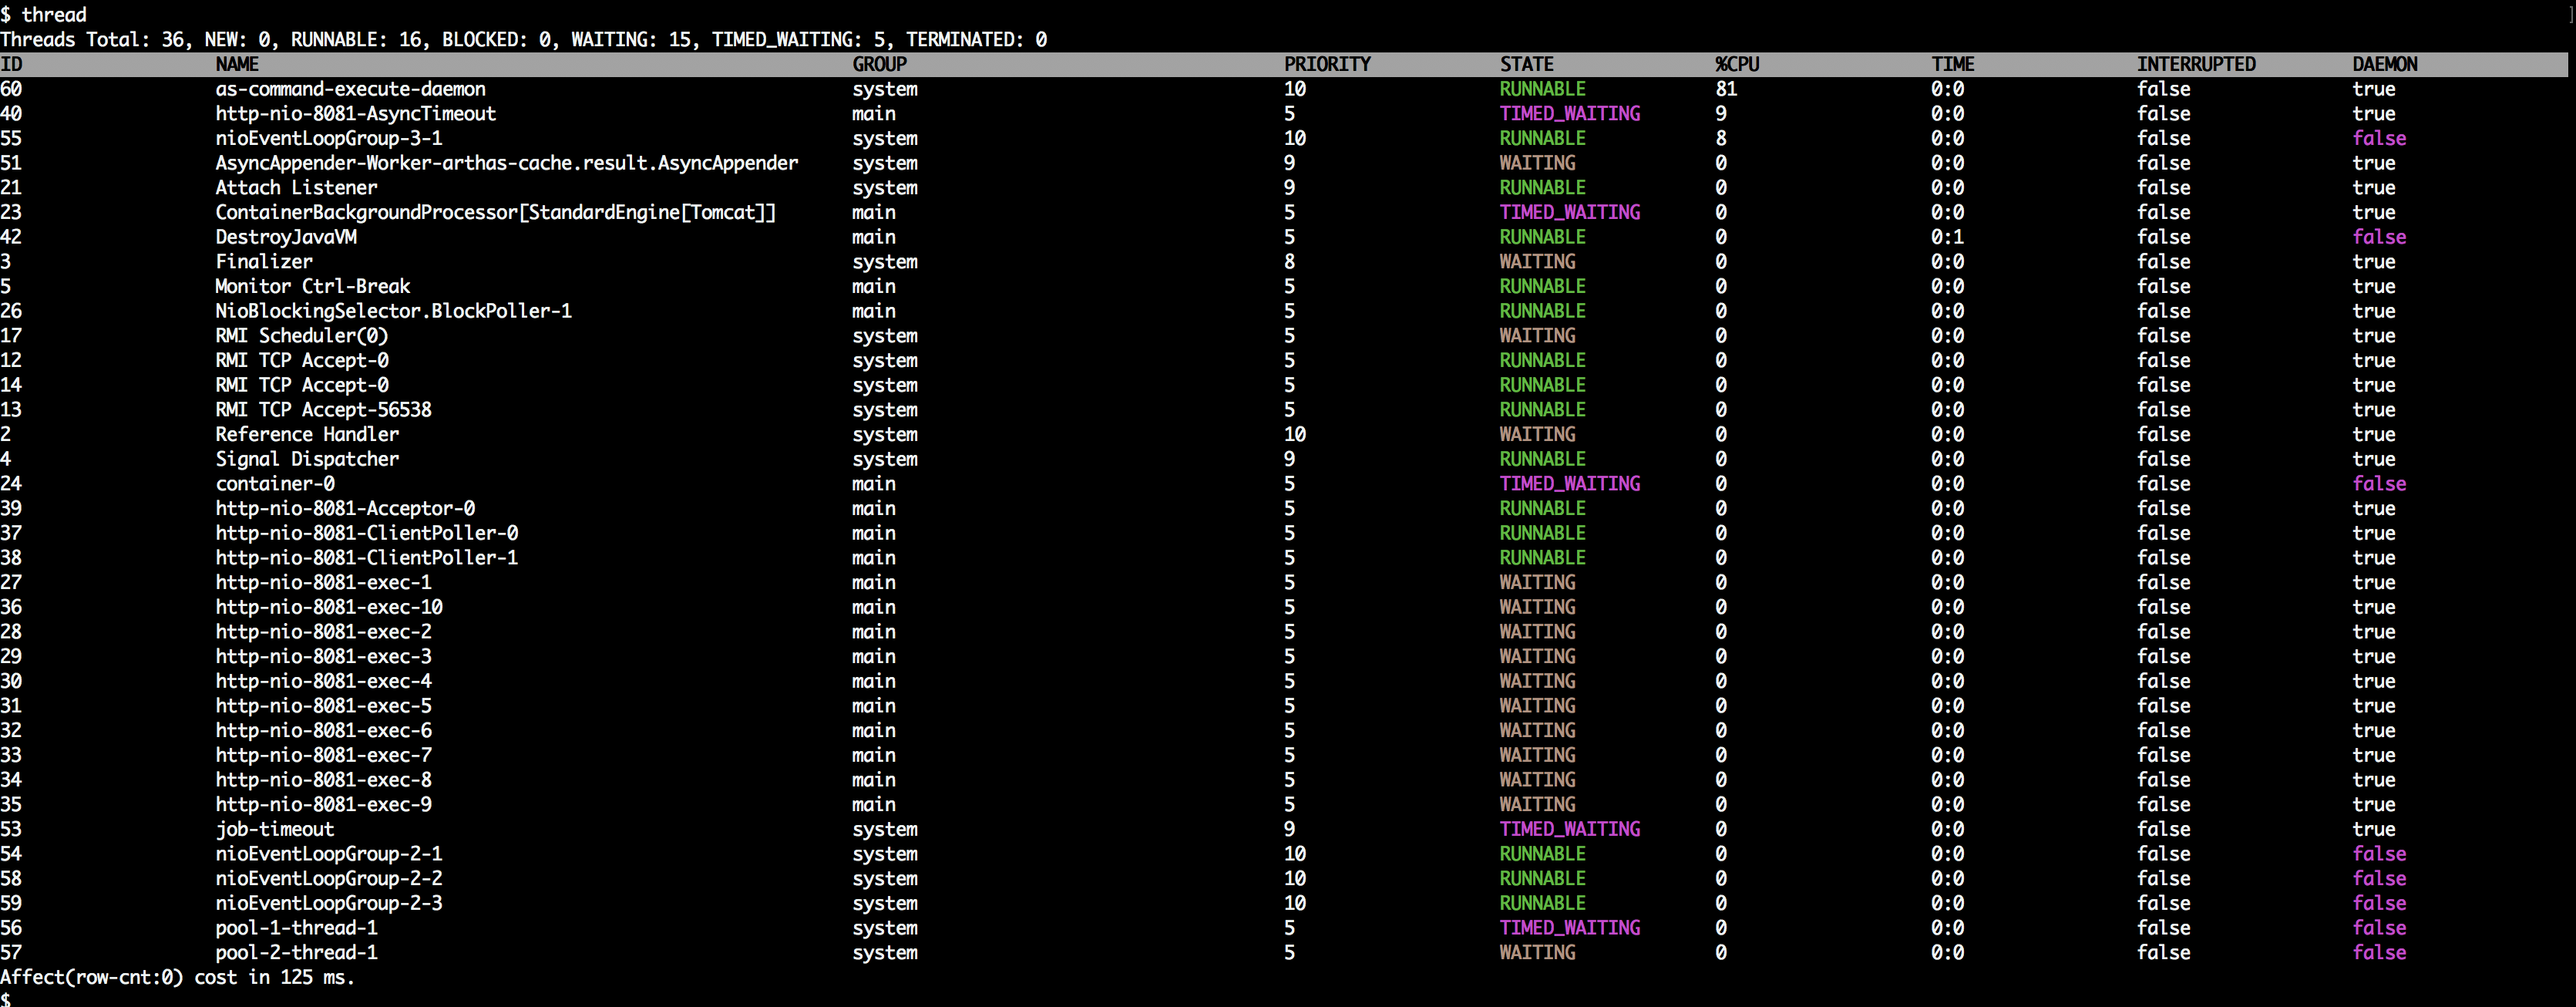 $ thread
Threads Total: 36, NEW: 0, RUNNABLE: 16, BLOCKED: 0, WAITING: 15, TIMED_WAITING: 5, TERMINATED: 0
ID NAME GROUP PRIORITY STATE %CPU TIME INTERRUPTED DAEMON
60 as-command-execute-daemon system 10 RUNNABLE 81 0:0 false true
40 http-nio-8081-AsyncTimeout main 5 TIMED_WAITING 9 0:0 false true
55 nioEventLoopGroup-3-1 system 10 RUNNABLE 8 0:0 false false
51 AsyncAppender-Worker-arthas-cache.result.AsyncAppender system 9 WAITING 0 0:0 false true
21 Attach Listener system 9 RUNNABLE 0 0:0 false true
23 ContainerBackgroundProcessor[StandardEngine[Tomcat]] main 5 TIMED_WAITING 0 0:0 false true
42 DestroyJavaVM main 5 RUNNABLE 0 0:1 false false
3 Finalizer system 8 WAITING 0 0:0 false true
5 Monitor Ctrl-Break main 5 RUNNABLE 0 0:0 false true
26 NioBlockingSelector.BlockPoller-1 main 5 RUNNABLE 0 0:0 false true
17 RMI Scheduler(0) system 5 WAITING 0 0:0 false true
12 RMI TCP Accept-0 system 5 RUNNABLE 0 0:0 false true
14 RMI TCP Accept-0 system 5 RUNNABLE 0 0:0 false true
13 RMI TCP Accept-56538 system 5 RUNNABLE 0 0:0 false true
2 Reference Handler system 10 WAITING 0 0:0 false true
4 Signal Dispatcher system 9 RUNNABLE 0 0:0 false true
24 container-0 main 5 TIMED_WAITING 0 0:0 false false
39 http-nio-8081-Acceptor-0 main 5 RUNNABLE 0 0:0 false true
37 http-nio-8081-ClientPoller-0 main 5 RUNNABLE 0 0:0 false true
38 http-nio-8081-ClientPoller-1 main 5 RUNNABLE 0 0:0 false true
27 http-nio-8081-exec-1 main 5 WAITING 0 0:0 false true
36 http-nio-8081-exec-10 main 5 WAITING 0 0:0 false true
28 http-nio-8081-exec-2 main 5 WAITING 0 0:0 false true
29 http-nio-8081-exec-3 main 5 WAITING 0 0:0 false true
30 http-nio-8081-exec-4 main 5 WAITING 0 0:0 false true
31 http-nio-8081-exec-5 main 5 WAITING 0 0:0 false true
32 http-nio-8081-exec-6 main 5 WAITING 0 0:0 false true
33 http-nio-8081-exec-7 main 5 WAITING 0 0:0 false true
34 http-nio-8081-exec-8 main 5 WAITING 0 0:0 false true
35 http-nio-8081-exec-9 main 5 WAITING 0 0:0 false true
53 job-timeout system 9 TIMED_WAITING 0 0:0 false true
54 nioEventLoopGroup-2-1 system 10 RUNNABLE 0 0:0 false false
58 nioEventLoopGroup-2-2 system 10 RUNNABLE 0 0:0 false false
59 nioEventLoopGroup-2-3 system 10 RUNNABLE 0 0:0 false false
56 pool-1-thread-1 system 5 TIMED_WAITING 0 0:0 false false
57 pool-2-thread-1 system 5 WAITING 0 0:0 false false
Affect(row-cnt:0) cost in 125 ms.
$